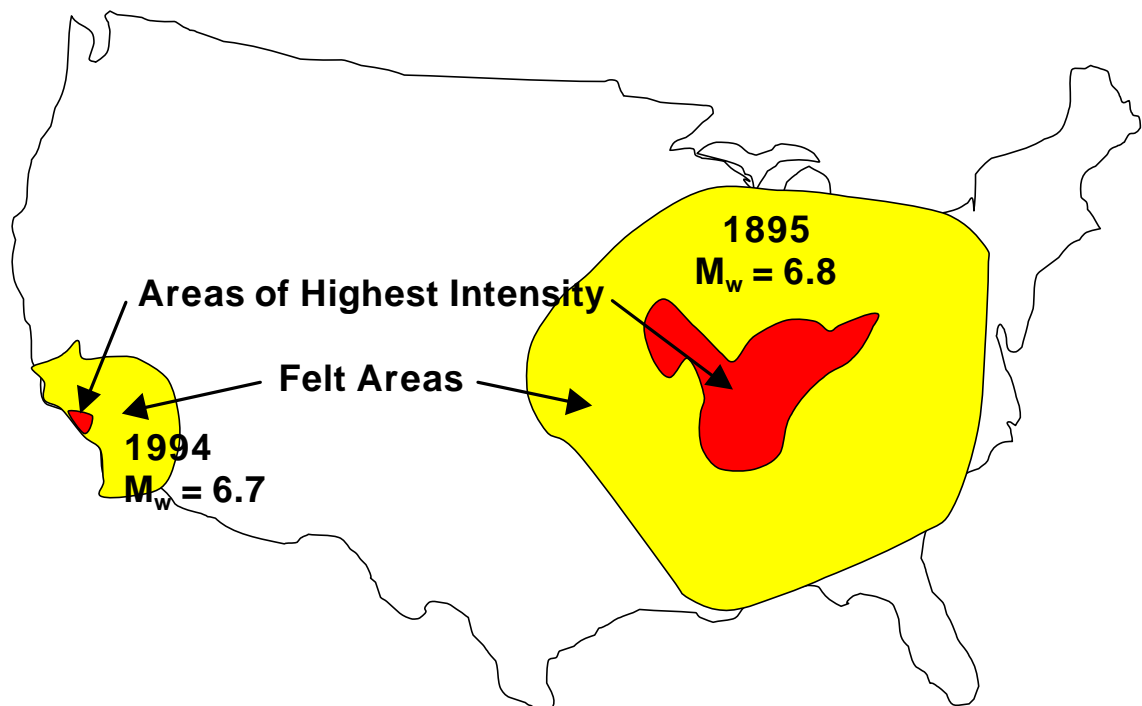 1895
Mw = 6.8
Areas of Highest Intensity
Felt Areas
1994
Mw = 6.7